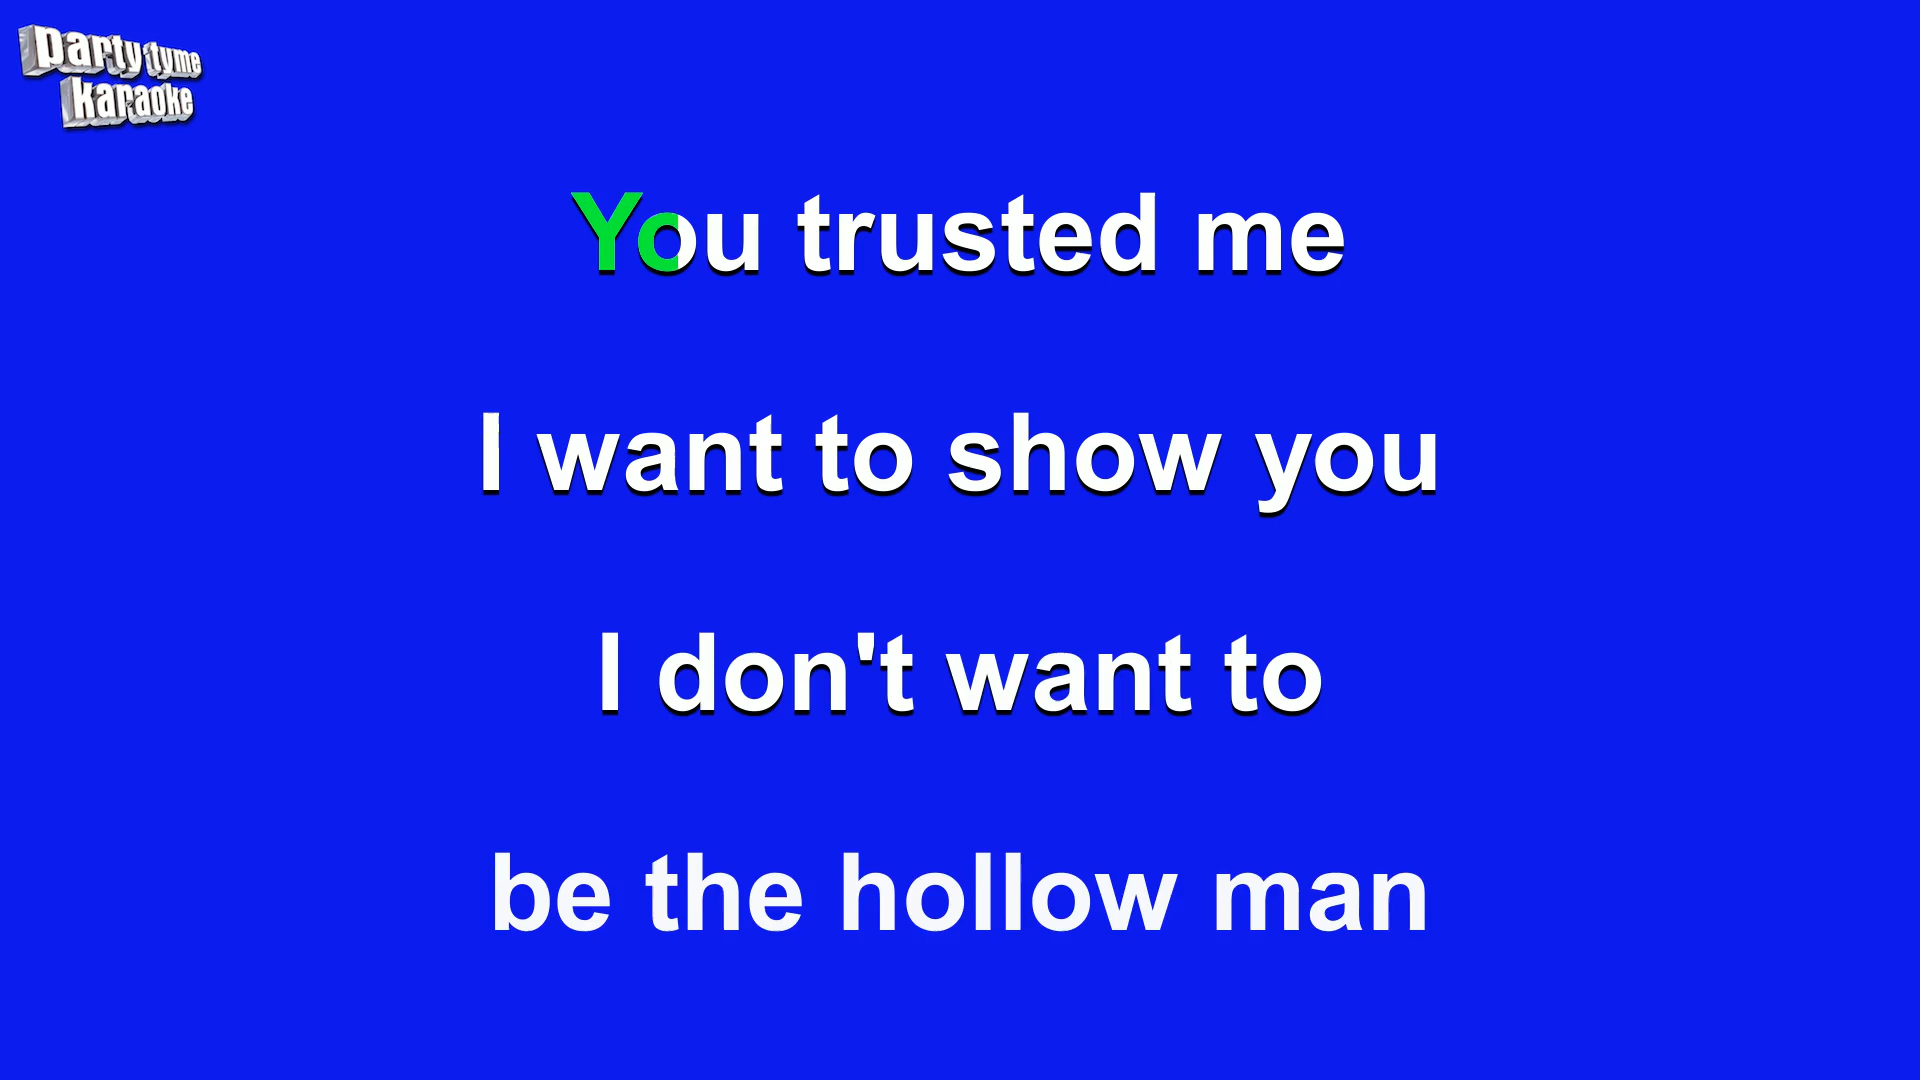 party tyme
karaoke
You trusted me
I want to show you
I don't want to
be the hollow man